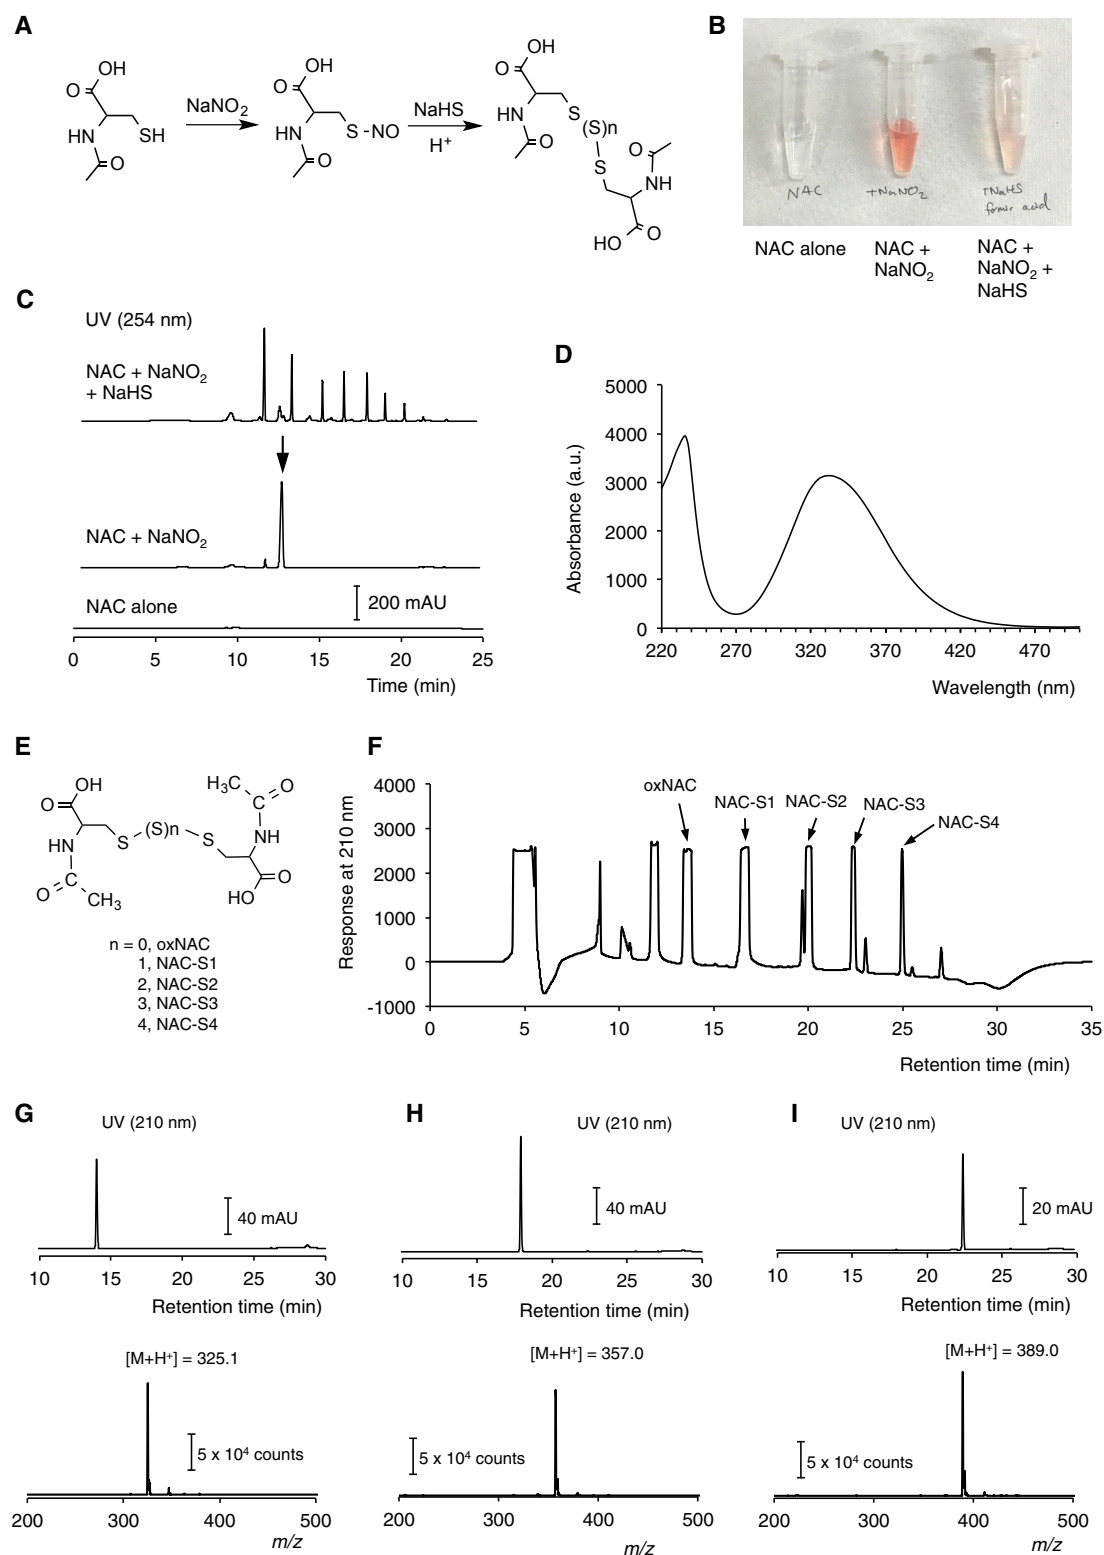 A
OH
O
HN
SH
O
NaNO2
OH
O
HN
S-NO
O
NaHS
H+
OH
O
HN
S
O
(S)n
S
O
NH
O
HO
B
NAC
+NaNO2
+NaHS
formic acid
NAC alone
NAC +
NaNO2
NAC +
NaNO2 +
NaHS
C
UV (254 nm)
NAC + NaNO2
+ NaHS
NAC + NaNO2
NAC alone
200 mAU
0 5 10 15 20 25
Time (min)
D
Absorbance (a.u.)
5000
4000
3000
2000
1000
0
220 270 320 370 420 470
Wavelength (nm)
E
OH
O
HN
S
(S)n
S
H3C
C
O
HN
O
C
CH3
NH
HO
O
n = 0, oxNAC
1, NAC-S1
2, NAC-S2
3, NAC-S3
4, NAC-S4
F
Response at 210 nm
4000
3000
2000
1000
0
-1000
oxNAC
NAC-S1
NAC-S2
NAC-S3
NAC-S4
0 5 10 15 20 25 30 35
Retention time (min)
G
UV (210 nm)
40 mAU
10 15 20 25 30
Retention time (min)
[M+H+] = 325.1
5 x 104 counts
200 300 400 500
m/z
H
UV (210 nm)
40 mAU
10 15 20 25 30
Retention time (min)
[M+H+] = 357.0
5 x 104 counts
200 300 400 500
m/z
I
UV (210 nm)
20 mAU
10 15 20 25 30
Retention time (min)
[M+H+] = 389.0
5 x 104 counts
200 300 400 500
m/z